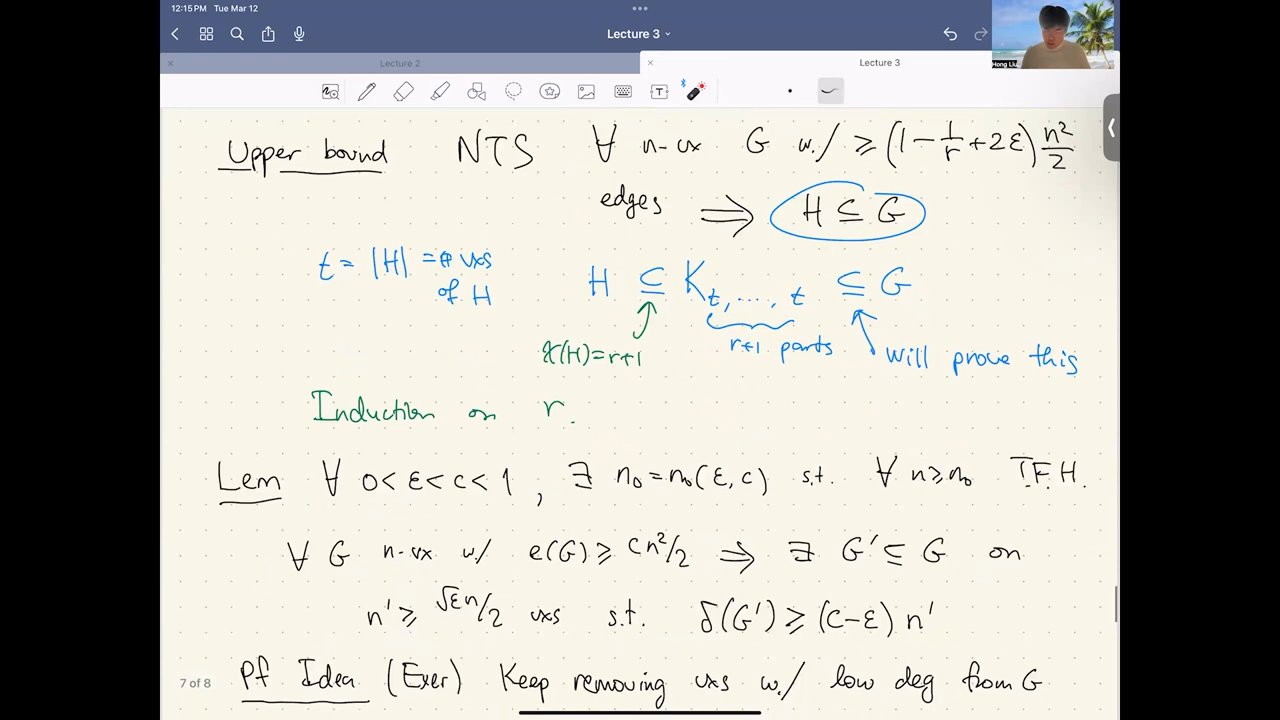 12:15 PM Tue Mar 12
Lecture 3
Hong Liu
Lecture 2
Lecture 3
Upper bound NTS ∀ n-vx G w./ ≥ (1 - 1/r + 2ε) n²/2
edges ⟹ H ⊆ G
t = |H| = # vxs
of H
H ⊆ K_{t, ..., t} ⊆ G
χ(H) = r+1
r+1 parts
will prove this
Induction on r.
Lem ∀ 0<ε<c<1, ∃ n₀=n₀(ε,c) s.t. ∀ n≥n₀ T.F.H.
∀ G n-vx w./ e(G) ≥ cn²/2 ⟹ ∃ G' ⊆ G on
n' ≥ √ε n/2 vxs s.t. δ(G') ≥ (c-ε) n'
Pf Idea (Exer) Keep removing vxs w./ low deg from G
7 of 8